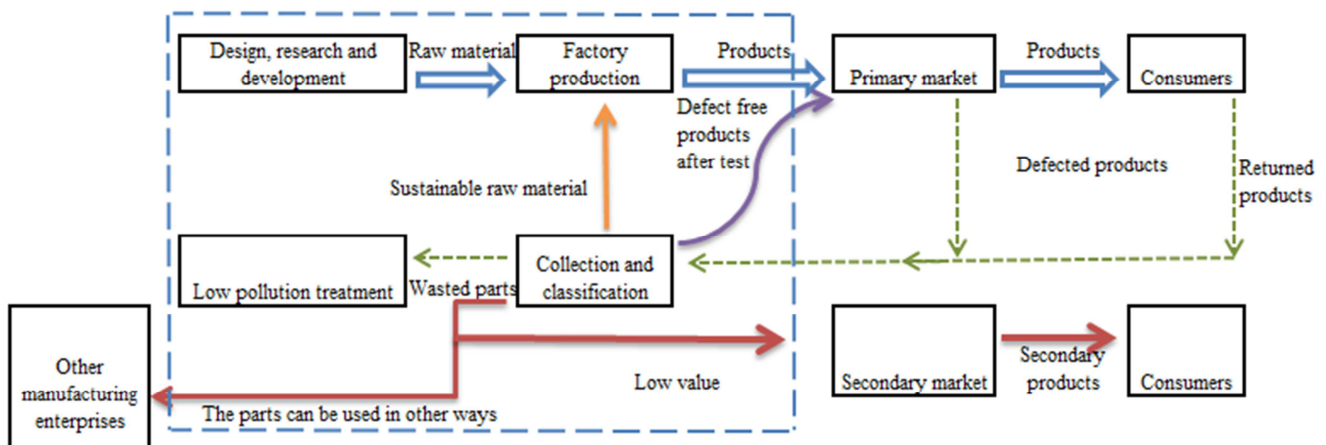 Design, research and
development
Raw material
Factory
production
Products
Primary market
Products
Consumers
Defect free
products
after test
Defected products
Returned
products
Sustainable raw material
Low pollution treatment
Wasted parts
Collection and
classification
Other
manufacturing
enterprises
Low value
The parts can be used in other ways
Secondary market
Secondary
products
Consumers